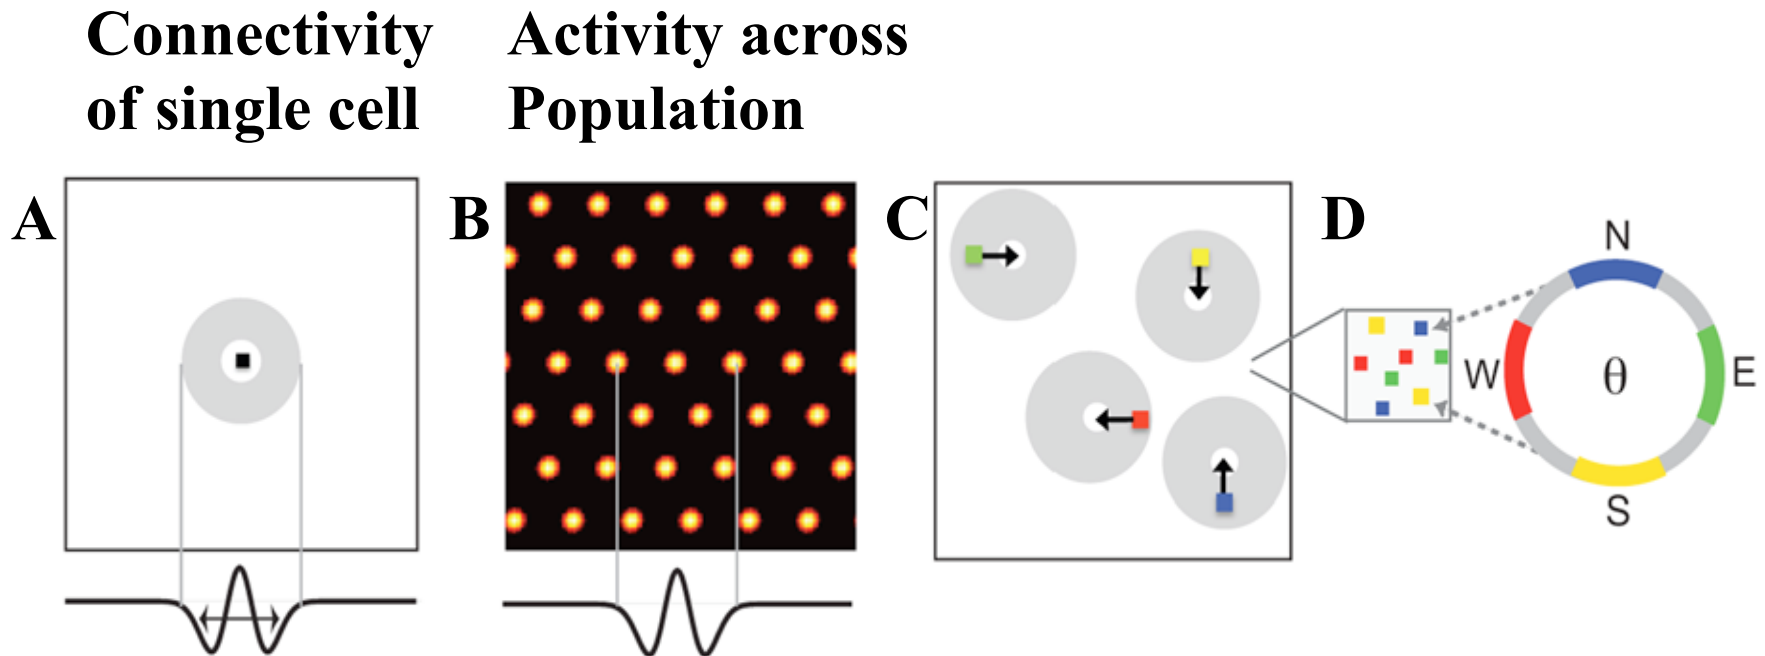 Connectivity
of single cell
Activity across
Population
A
B
C
D
N
W
θ
E
S